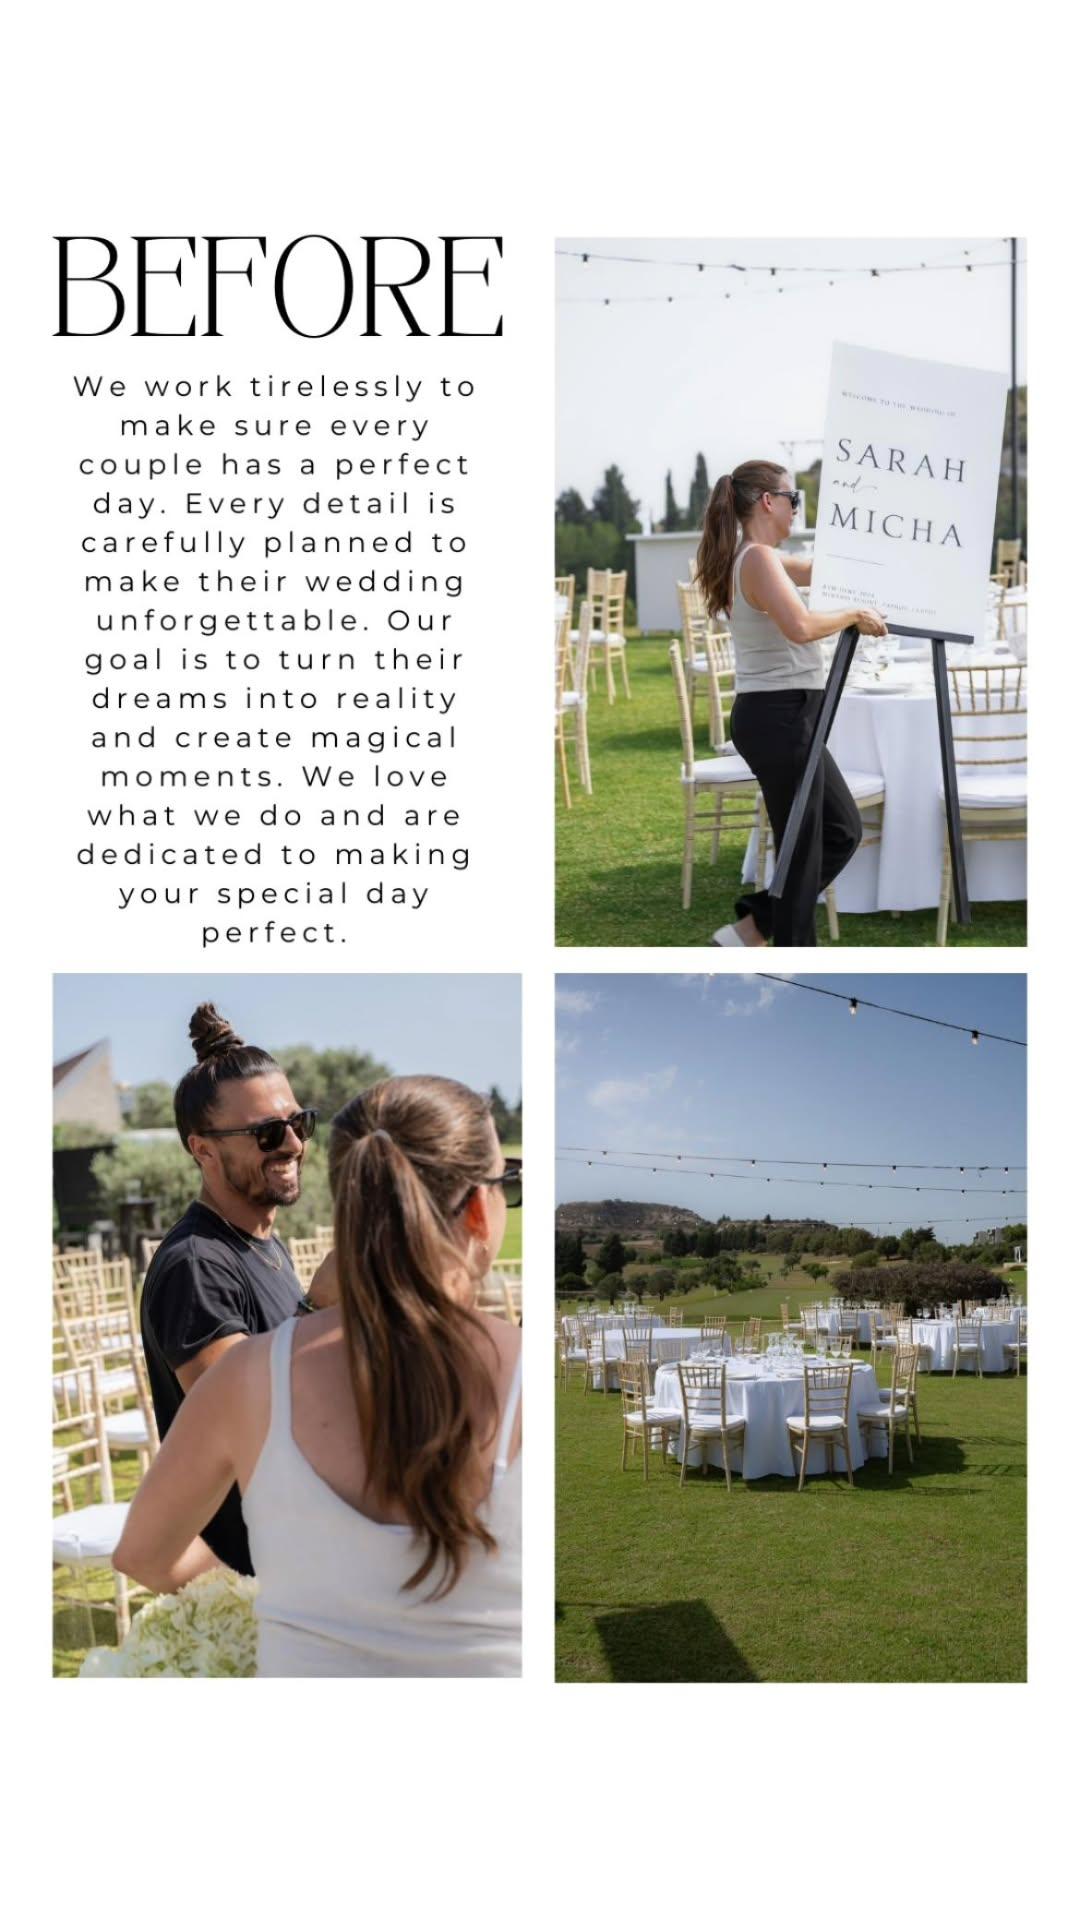 BEFORE
We work tirelessly to
make sure every
couple has a perfect
day. Every detail is
carefully planned to
make their wedding
unforgettable. Our
goal is to turn their
dreams into reality
and create magical
moments. We love
what we do and are
dedicated to making
your special day
perfect.
WELCOME TO THE WEDDING OF
SARAH
and
MICHA